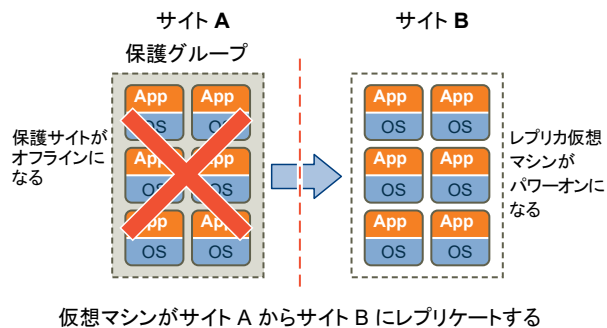 サイト A
サイト B
保護グループ
保護サイトが
オフラインに
なる
App App
OS OS
App App
OS OS
App App
OS OS
App App
OS OS
App App
OS OS
App App
OS OS
レプリカ仮想
マシンが
パワーオンに
なる
仮想マシンがサイト A からサイト B にレプリケートする